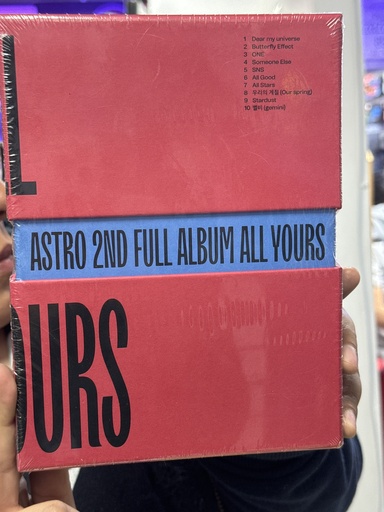 1 Dear my universe
2 Butterfly Effect
3 ONE
4 Someone Else
5 SNS
6 All Good
7 All Stars
8 우리의 계절 (Our spring)
9 Stardust
10 별비 (gemini)
ASTRO 2ND FULL ALBUM ALL YOURS
URS